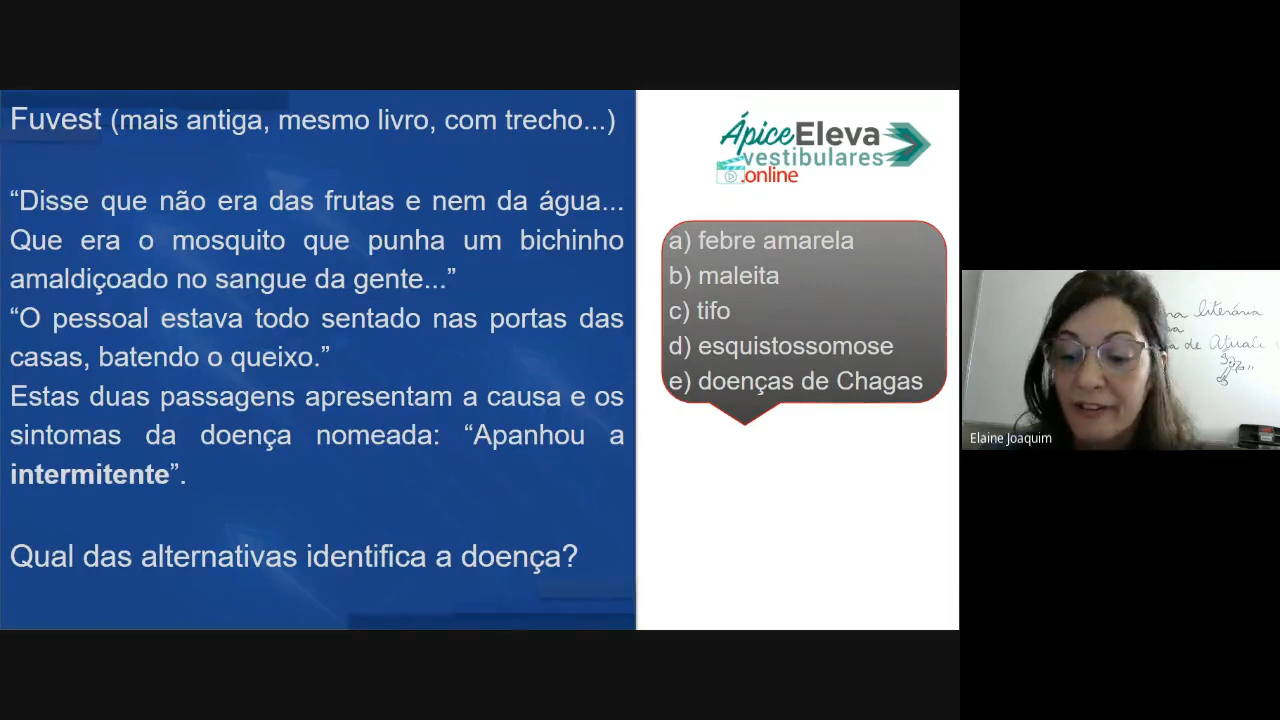 Fuvest (mais antiga, mesmo livro, com trecho...)
“Disse que não era das frutas e nem da água...
Que era o mosquito que punha um bichinho
amaldiçoado no sangue da gente...”
“O pessoal estava todo sentado nas portas das
casas, batendo o queixo.”
Estas duas passagens apresentam a causa e os
sintomas da doença nomeada: “Apanhou a
intermitente”.
Qual das alternativas identifica a doença?
ÁpiceEleva
vestibulares
.online
a) febre amarela
b) maleita
c) tifo
d) esquistossomose
e) doenças de Chagas
literária
de
Elaine Joaquim